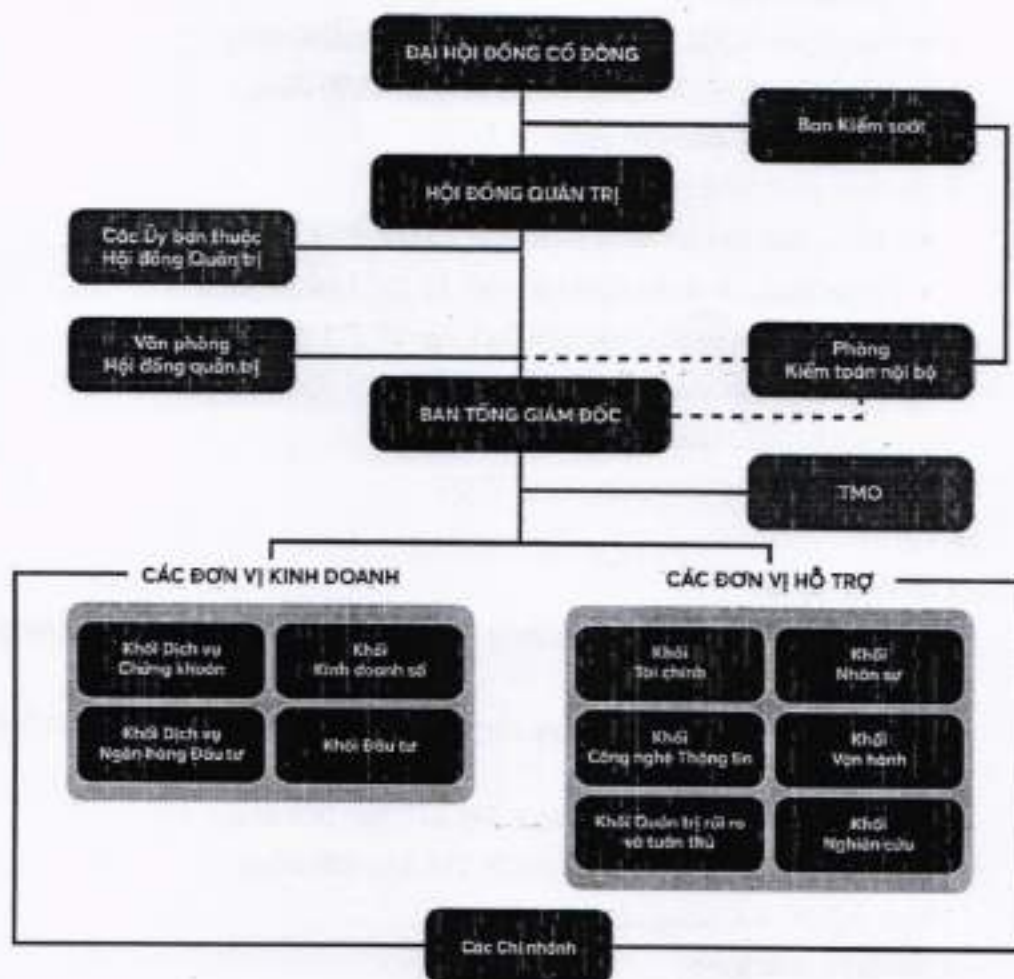 ĐẠI HỘI ĐỒNG CỔ ĐÔNG
Ban Kiểm soát
HỘI ĐỒNG QUẢN TRỊ
Các Ủy ban thuộc
Hội đồng Quản trị
Văn phòng
Hội đồng quản trị
Phòng
Kiểm toán nội bộ
BAN TỔNG GIÁM ĐỐC
TMO
CÁC ĐƠN VỊ KINH DOANH
CÁC ĐƠN VỊ HỖ TRỢ
Khối Dịch vụ
Chứng khoán
Khối
Kinh doanh số
Khối
Tài chính
Khối
Nhân sự
Khối Dịch vụ
Ngân hàng Đầu tư
Khối Đầu tư
Khối
Công nghệ Thông tin
Khối
Vận hành
Khối Quản trị rủi ro
và tuân thủ
Khối
Nghiên cứu
Các Chi nhánh